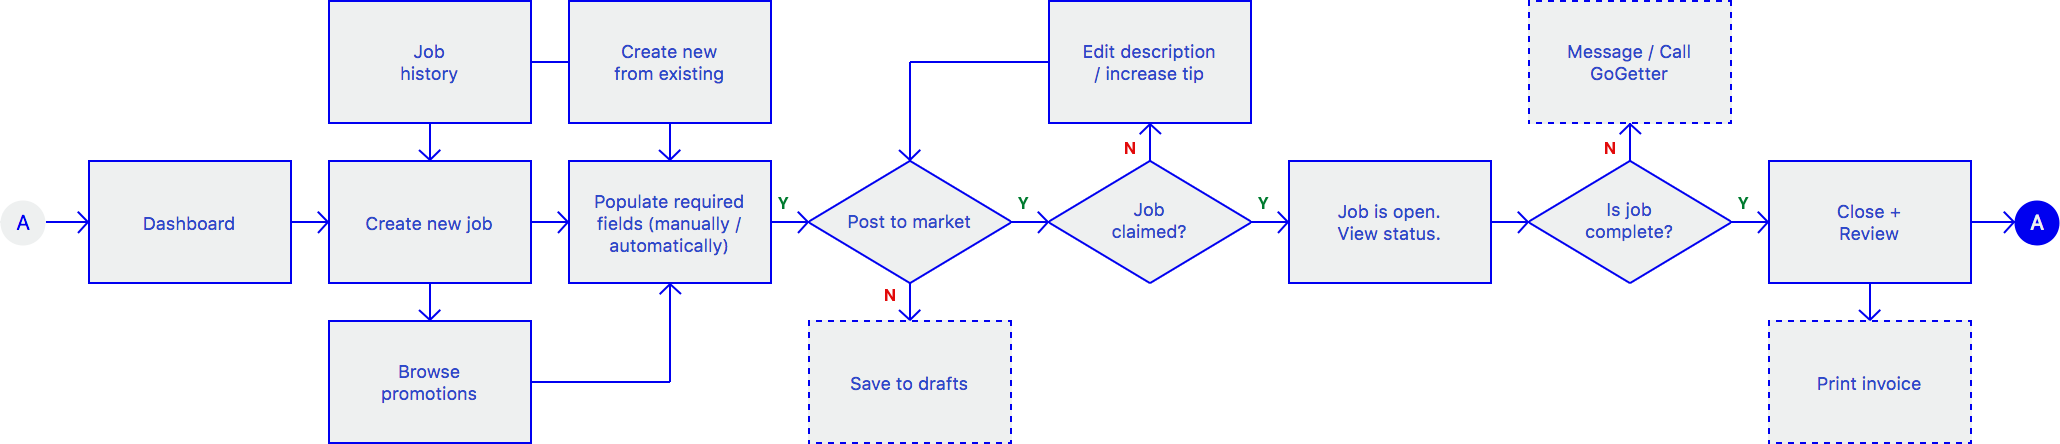 Job
history
Create new
from existing
Edit description
/ increase tip
Message / Call
GoGetter
N
N
A
Dashboard
Create new job
Populate required
fields (manually /
automatically)
Y
Post to market
Y
Job
claimed?
Y
Job is open.
View status.
Is job
complete?
Y
Close +
Review
A
N
Browse
promotions
Save to drafts
Print invoice